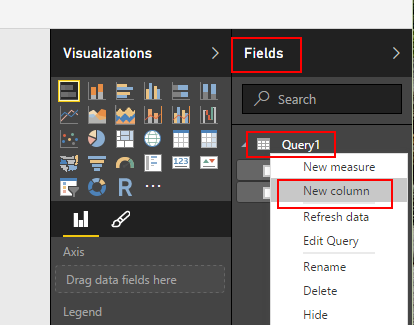 Visualizations
Fields
Search
R
123
Query1
New measure
New column
Refresh data
Edit Query
Rename
Delete
Hide
Axis
Drag data fields here
Legend